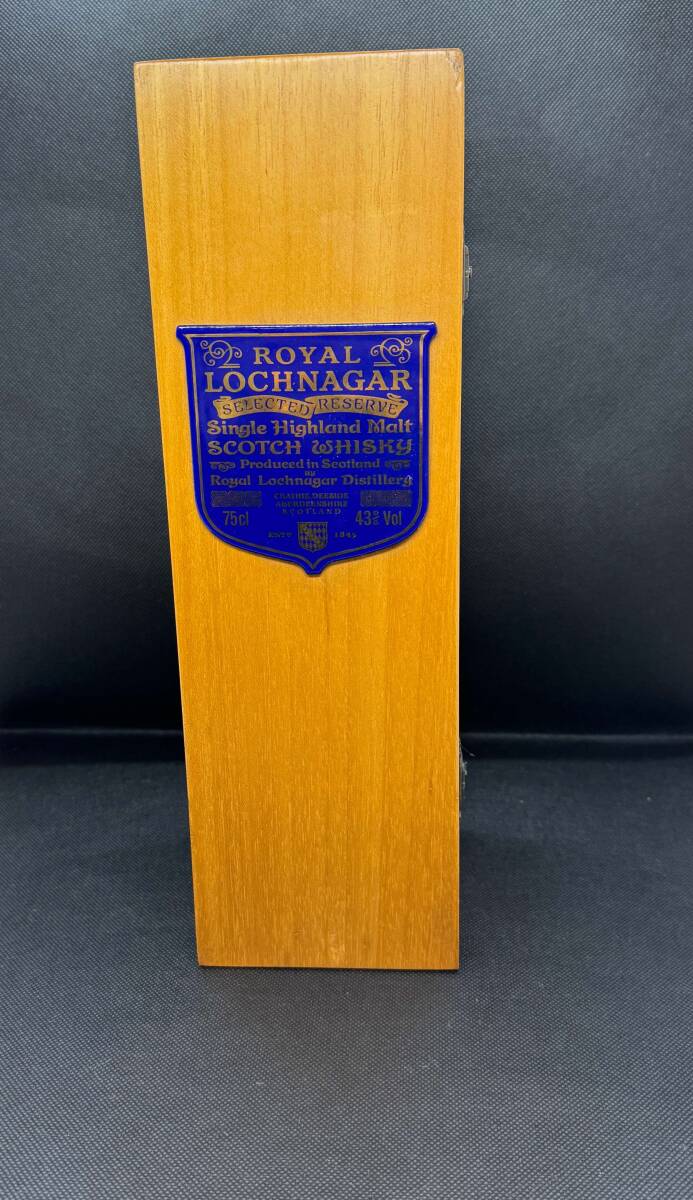 ROYAL
LOCHNAGAR
SELECTED RESERVE
Single Highland Malt
SCOTCH WHISKY
Produced in Scotland
BY
Royal Lochnagar Distillery
CRATHIE, DEESIDE
ABERDEENSHIRE
SCOTLAND
75cl 43% Vol
ESTD 1845